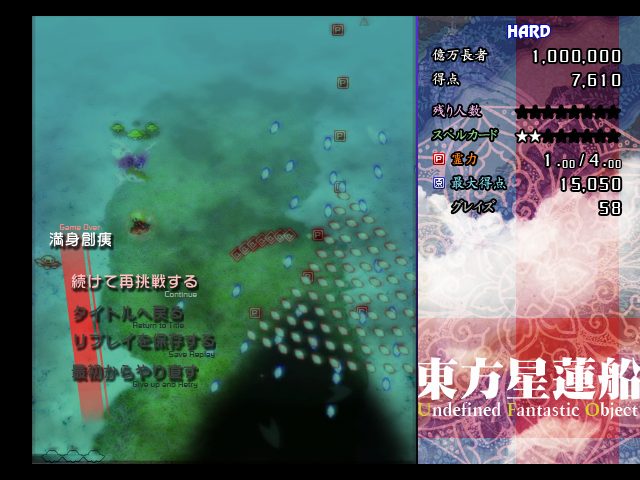 HARD
億万長者 1,000,000
得点 7,610
残り人数
スペルカード
P 霊力 1.00/4.00
最大得点 15,050
グレイズ 58
Game Over
満身創痍
続けて再挑戦する
Continue
タイトルへ戻る
Return to Title
リプレイを保存する
Save Replay
最初からやり直す
Give up and Retry
東方星蓮船
Undefined Fantastic Object